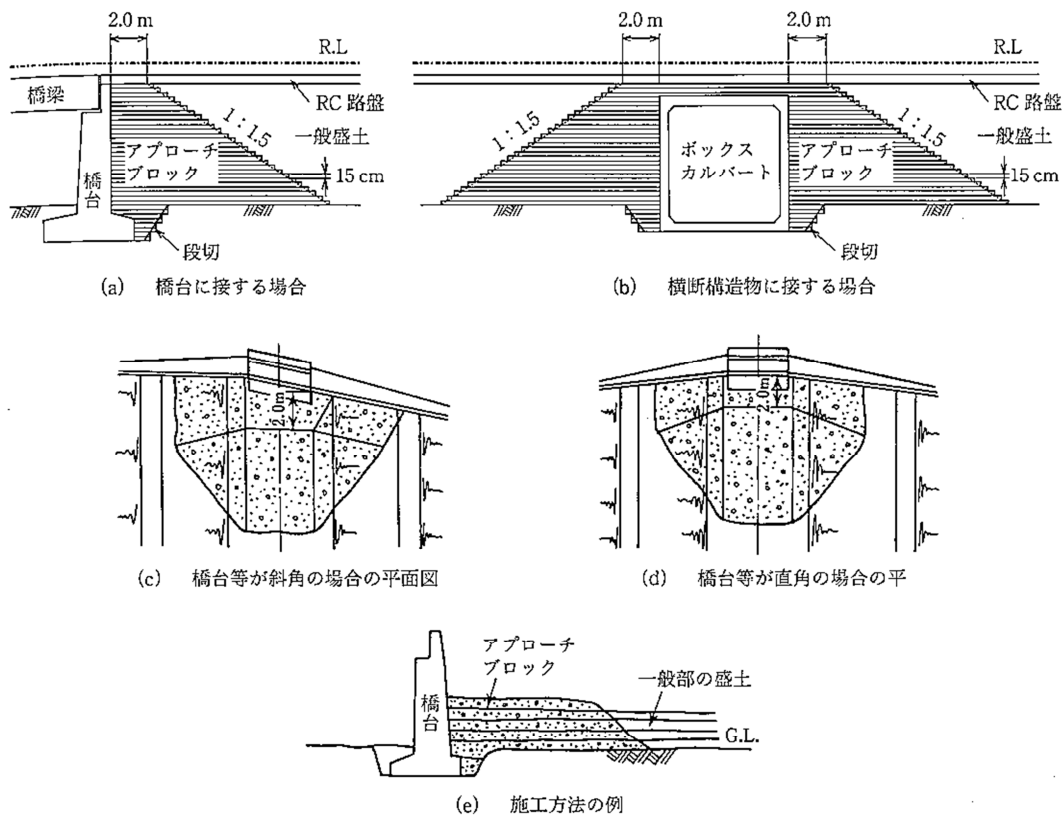 2.0 m
R.L
橋梁
RC 路盤
1:1.5
一般盛土
アプローチ
ブロック
15 cm
橋台
段切
(a) 橋台に接する場合
2.0 m
2.0 m
R.L
RC 路盤
1:1.5
1:1.5
一般盛土
ボックス
カルバート
アプローチ
ブロック
15 cm
段切
(b) 横断構造物に接する場合
2.0m
(c) 橋台等が斜角の場合の平面図
2.0m
(d) 橋台等が直角の場合の平
アプローチ
ブロック
一般部の盛土
橋台
G.L.
(e) 施工方法の例